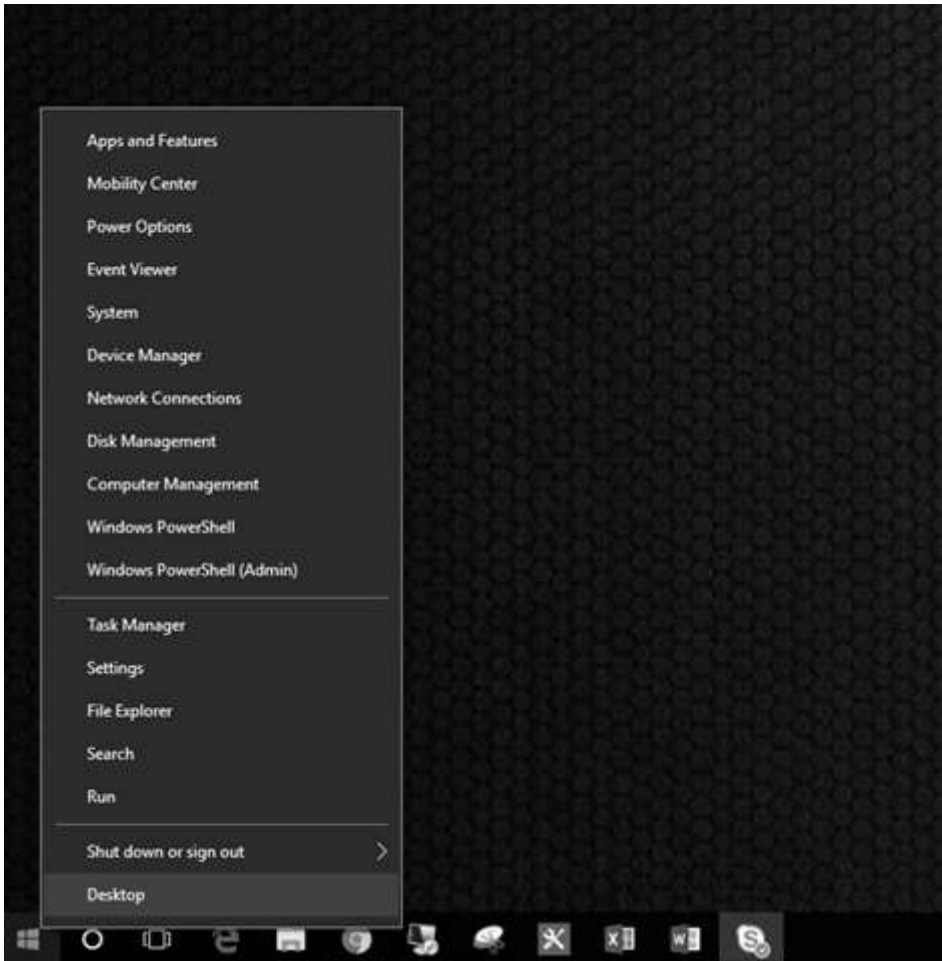 Apps and Features
Mobility Center
Power Options
Event Viewer
System
Device Manager
Network Connections
Disk Management
Computer Management
Windows PowerShell
Windows PowerShell (Admin)
Task Manager
Settings
File Explorer
Search
Run
Shut down or sign out
Desktop